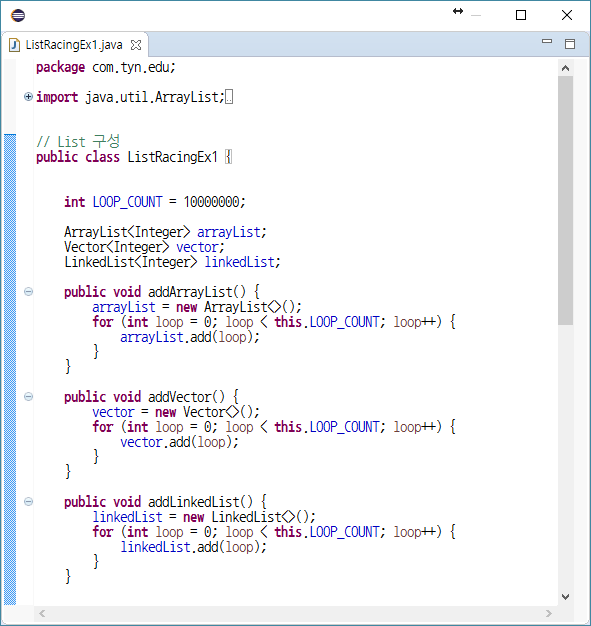 ListRacingEx1.java
package com.tyn.edu;
import java.util.ArrayList;
// List 구성
public class ListRacingEx1 {
int LOOP_COUNT = 10000000;
ArrayList<Integer> arrayList;
Vector<Integer> vector;
LinkedList<Integer> linkedList;
public void addArrayList() {
arrayList = new ArrayList<>();
for (int loop = 0; loop < this.LOOP_COUNT; loop++) {
arrayList.add(loop);
}
}
public void addVector() {
vector = new Vector<>();
for (int loop = 0; loop < this.LOOP_COUNT; loop++) {
vector.add(loop);
}
}
public void addLinkedList() {
linkedList = new LinkedList<>();
for (int loop = 0; loop < this.LOOP_COUNT; loop++) {
linkedList.add(loop);
}
}